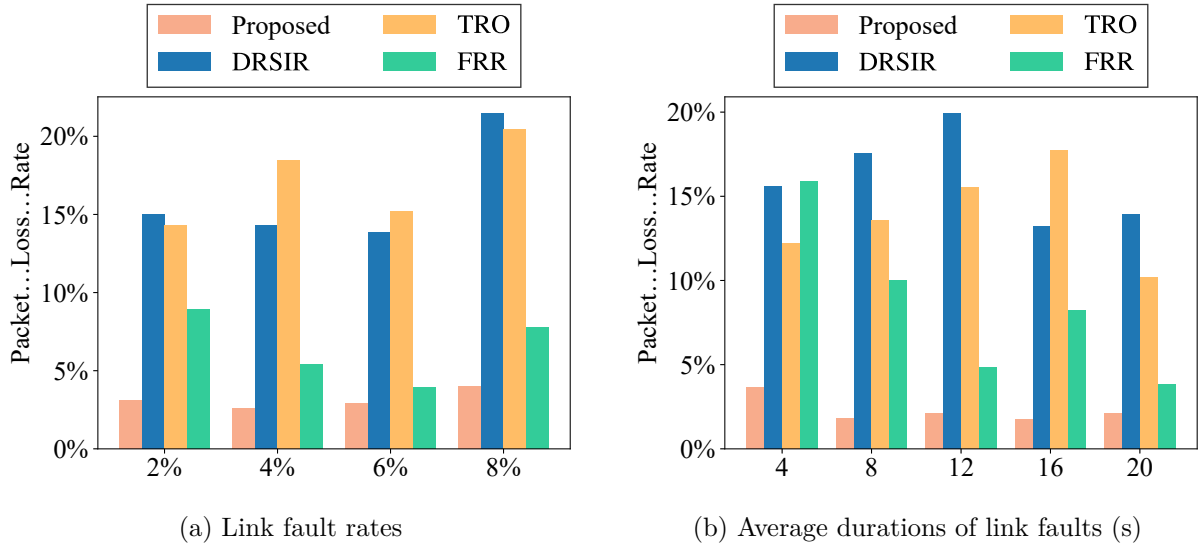 Proposed TRO
DRSIR FRR
Packet…Loss…Rate
20%
15%
10%
5%
0%
2% 4% 6% 8%
(a) Link fault rates
Proposed TRO
DRSIR FRR
Packet…Loss…Rate
20%
15%
10%
5%
0%
4 8 12 16 20
(b) Average durations of link faults (s)